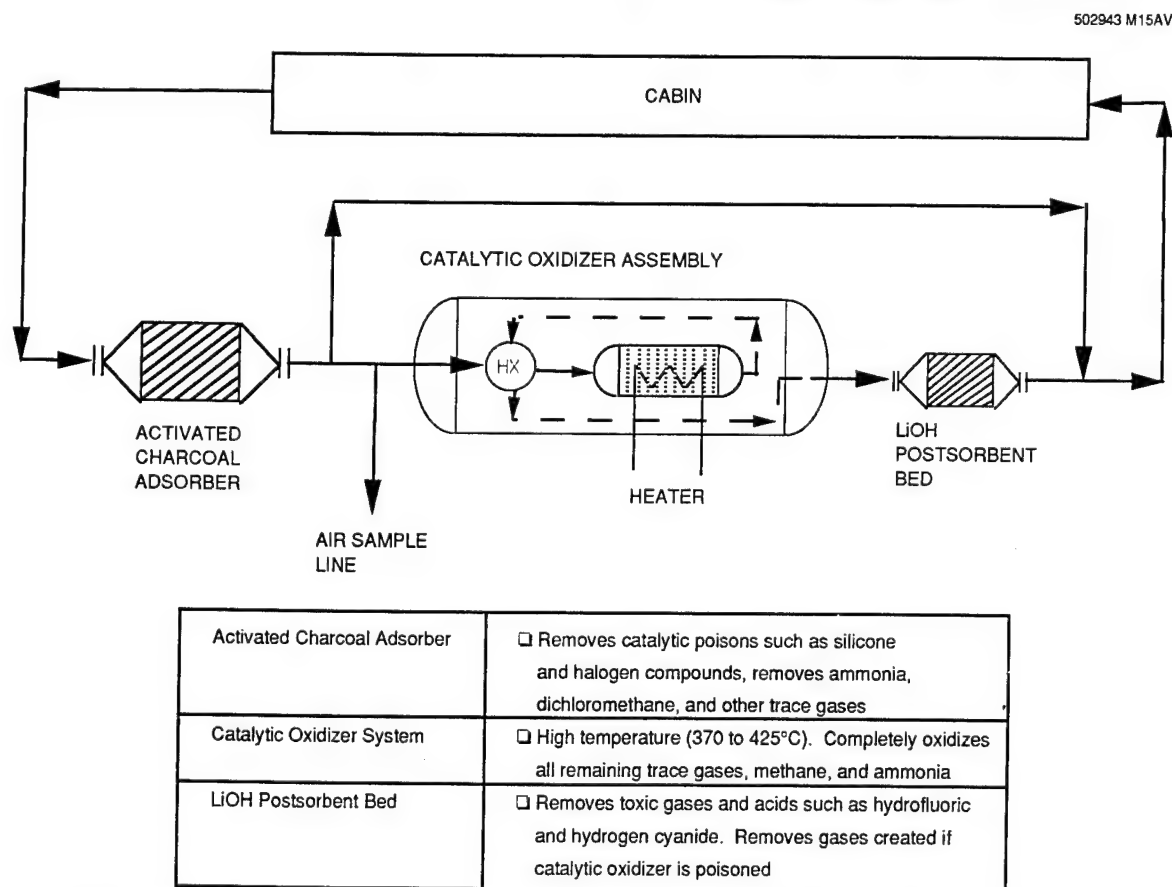 502943 M15AV
CABIN
CATALYTIC OXIDIZER ASSEMBLY
HX
ACTIVATED
CHARCOAL
ADSORBER
LiOH
POSTSORBENT
BED
HEATER
AIR SAMPLE
LINE
Activated Charcoal Adsorber
❑ Removes catalytic poisons such as silicone
and halogen compounds, removes ammonia,
dichloromethane, and other trace gases
Catalytic Oxidizer System
❑ High temperature (370 to 425°C). Completely oxidizes
all remaining trace gases, methane, and ammonia
LiOH Postsorbent Bed
❑ Removes toxic gases and acids such as hydrofluoric
and hydrogen cyanide. Removes gases created if
catalytic oxidizer is poisoned